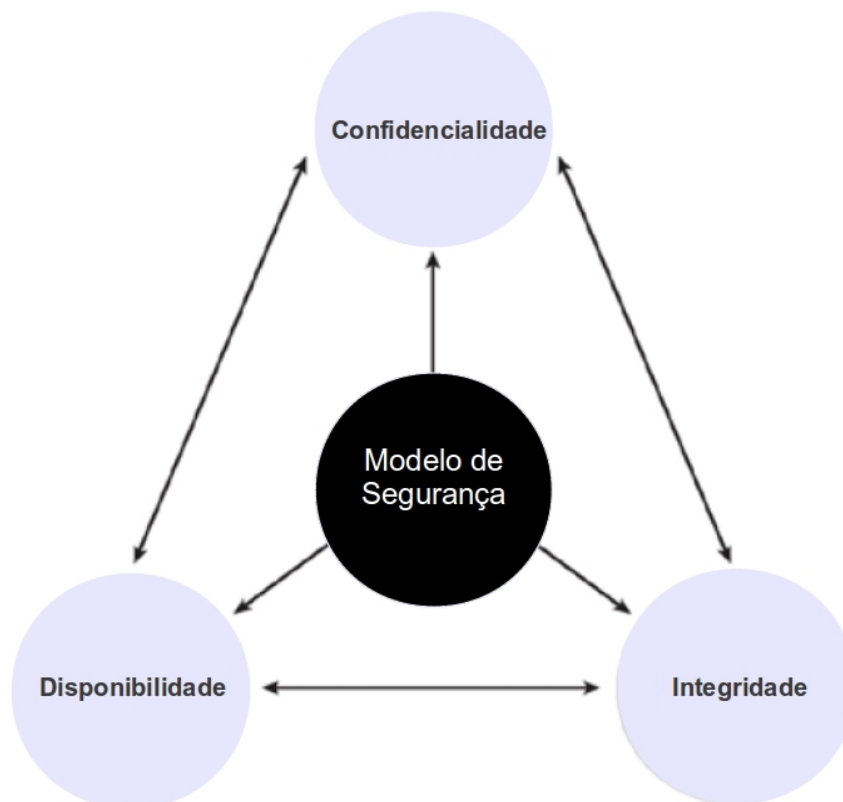 Confidencialidade
Modelo de
Segurança
Disponibilidade
Integridade